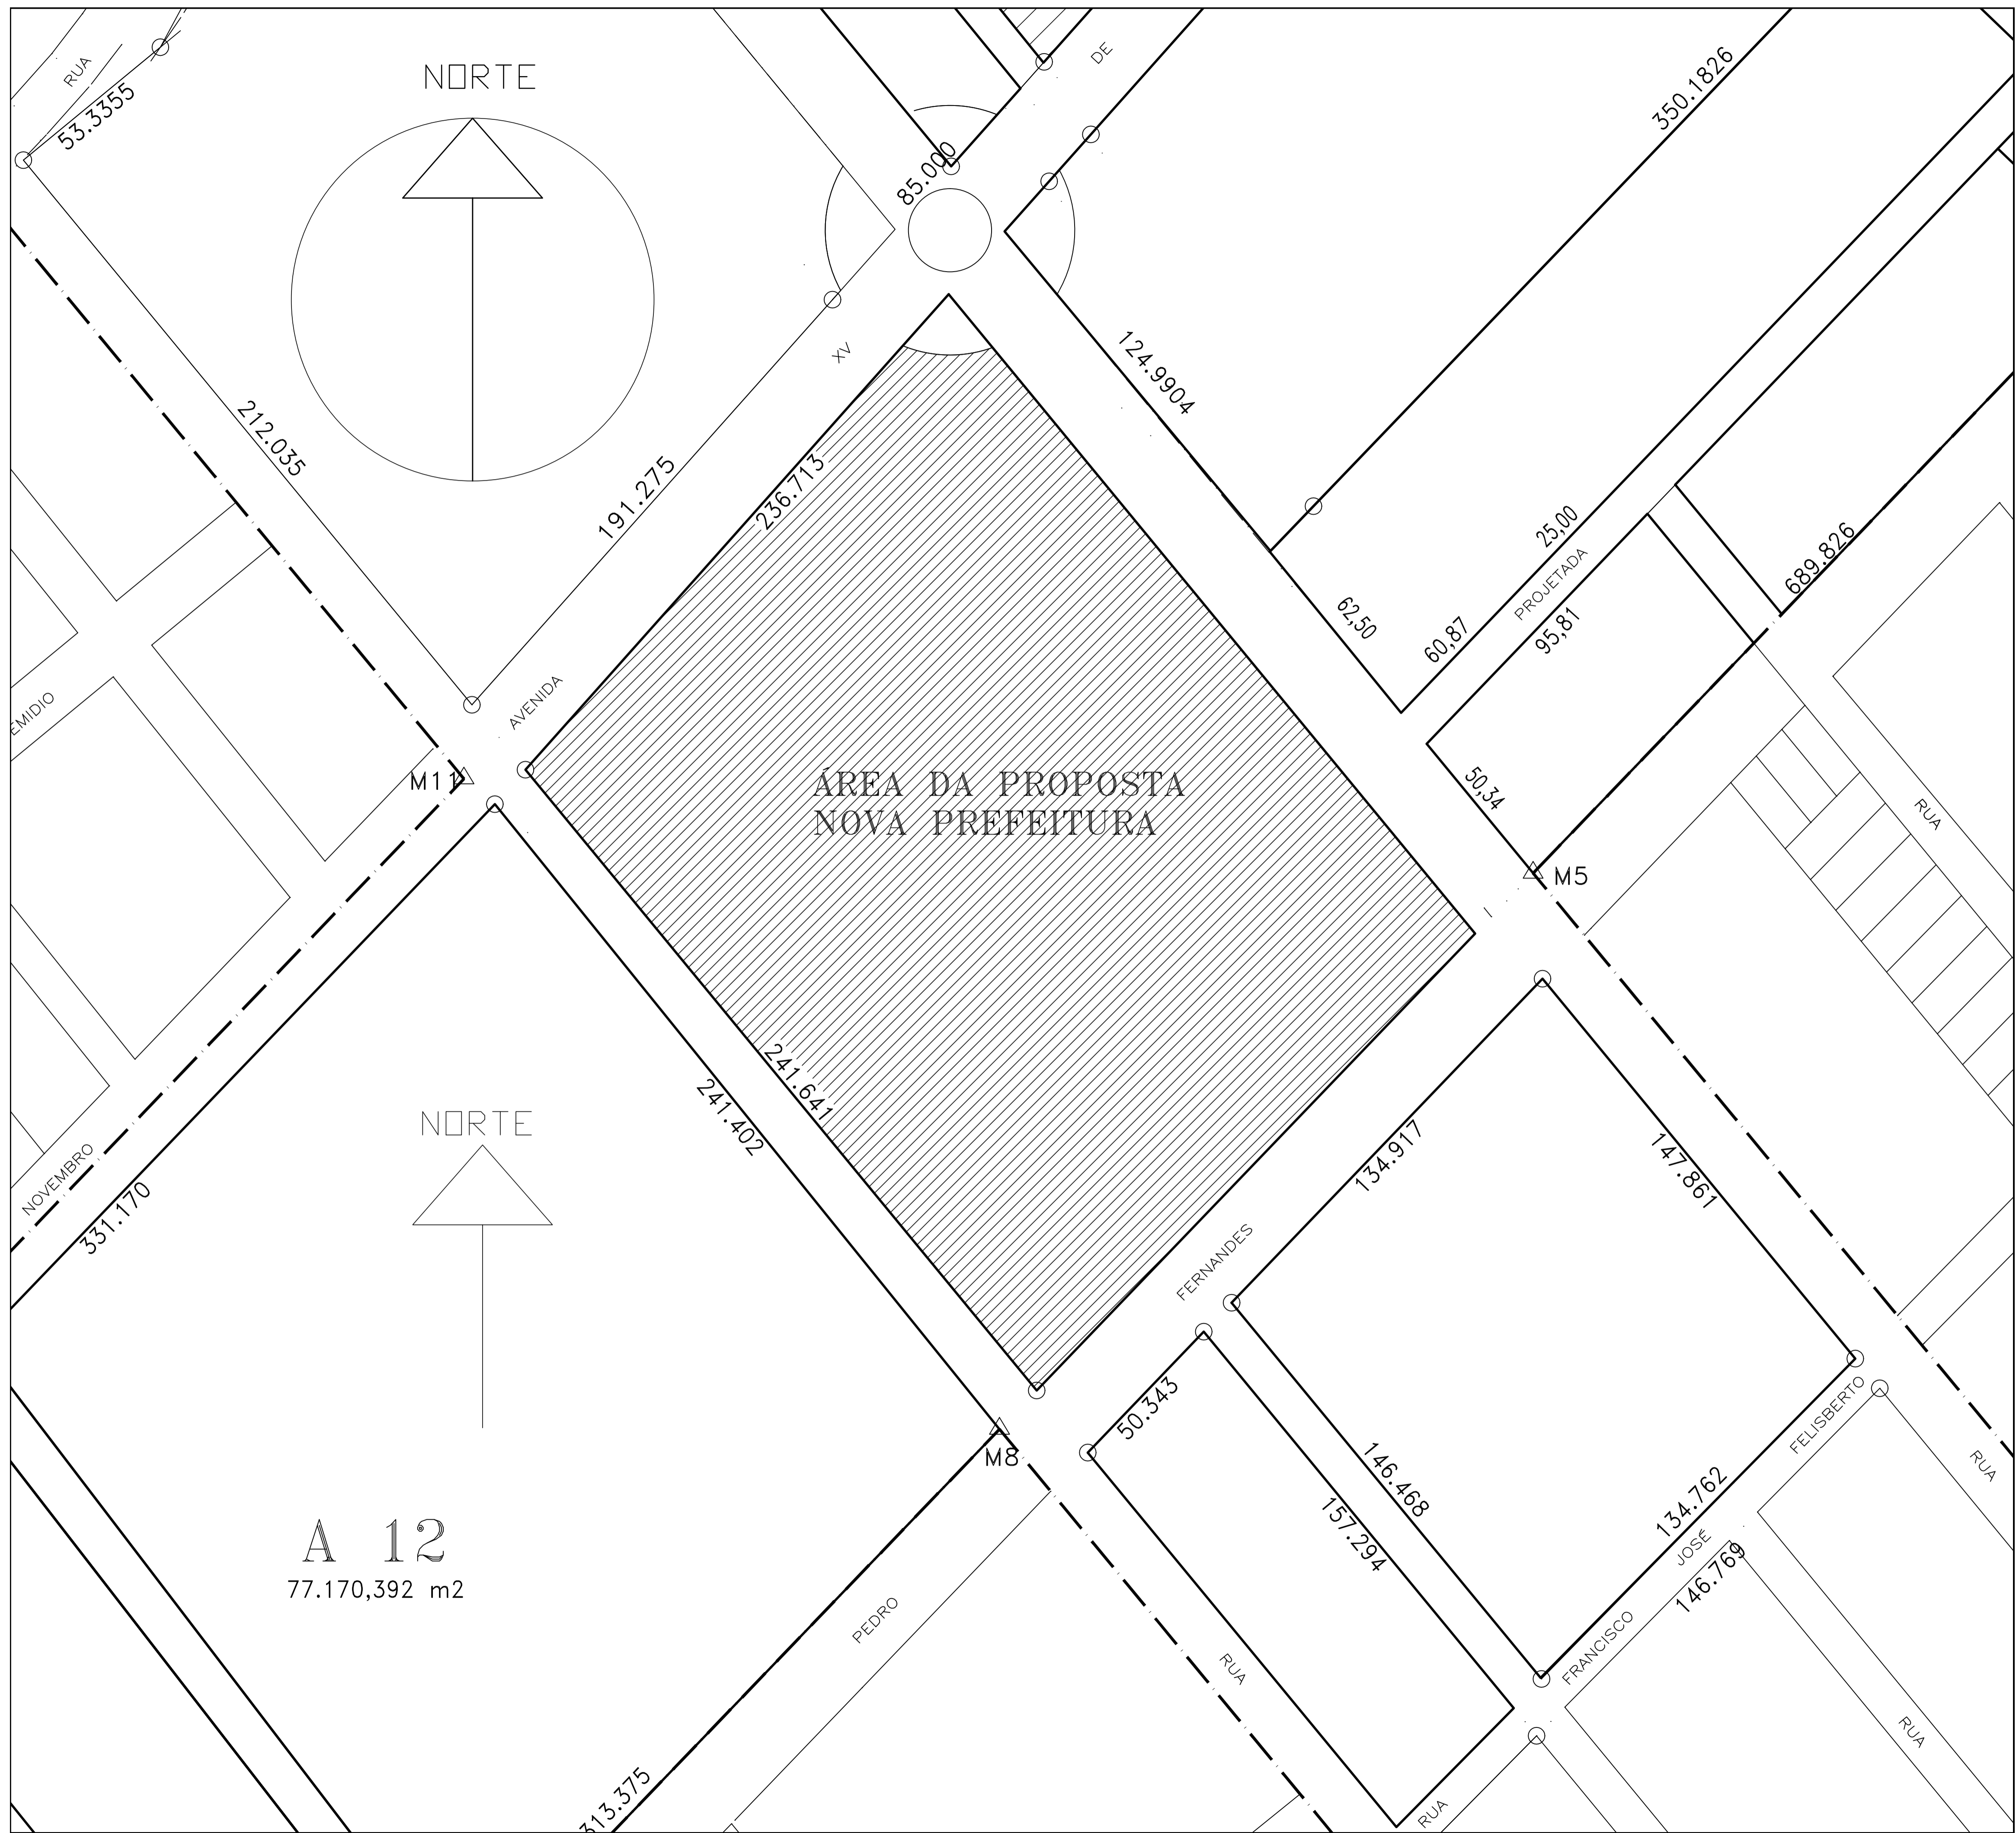 RUA
53.3355
NORTE
DE
85.000
350.1826
XV
124.9904
212.035
191.275
236.713
25,00
PROJETADA
689.826
62,50
60,87
95,81
EMIDIO
AVENIDA
M11
ÁREA DA PROPOSTA
NOVA PREFEITURA
50,34
M5
RUA
I
241.641
241.402
NORTE
NOVEMBRO
331.170
134.917
147.861
FERNANDES
50.343
M8
146.468
157.294
FELISBERTO
134.762
JOSÉ
146.769
RUA
A 12
77.170,392 m2
PEDRO
FRANCISCO
RUA
RUA
313.375
RUA